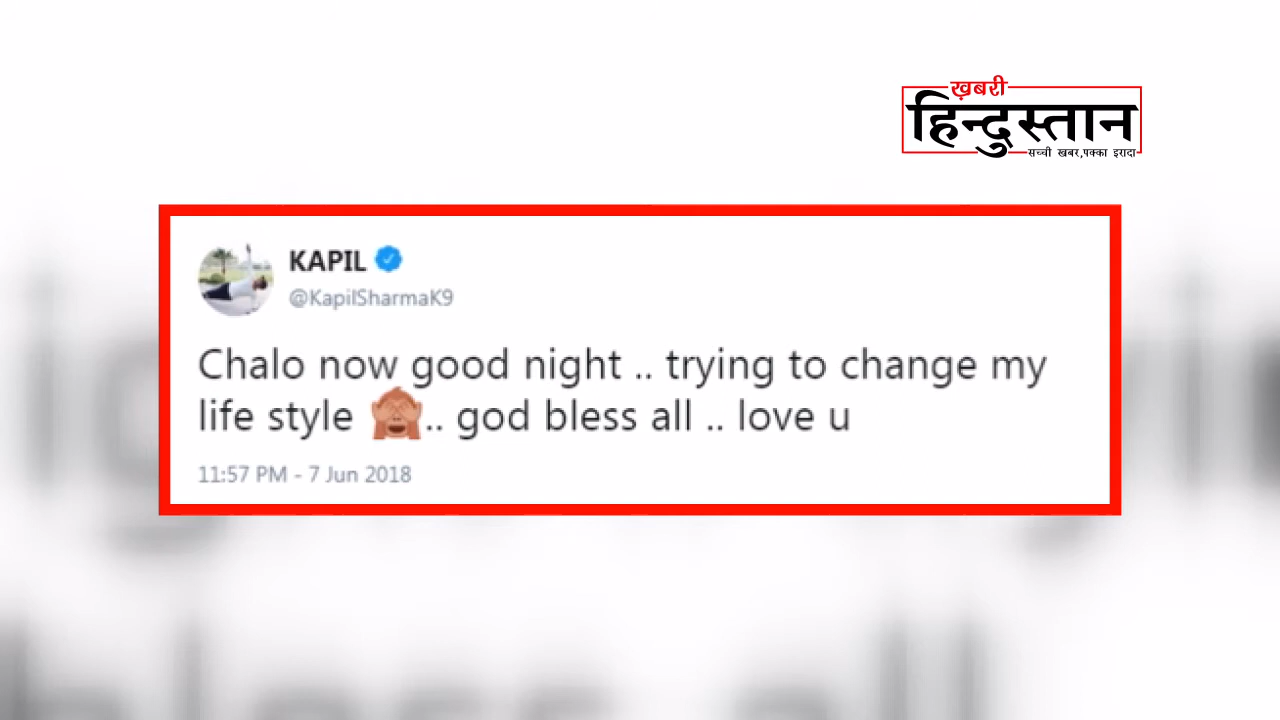 ख़बरी
हिन्दुस्तान
सच्ची खबर,पक्का इरादा
KAPIL
@KapilSharmaK9
Chalo now good night .. trying to change my
life style 🙈.. god bless all .. love u
11:57 PM - 7 Jun 2018